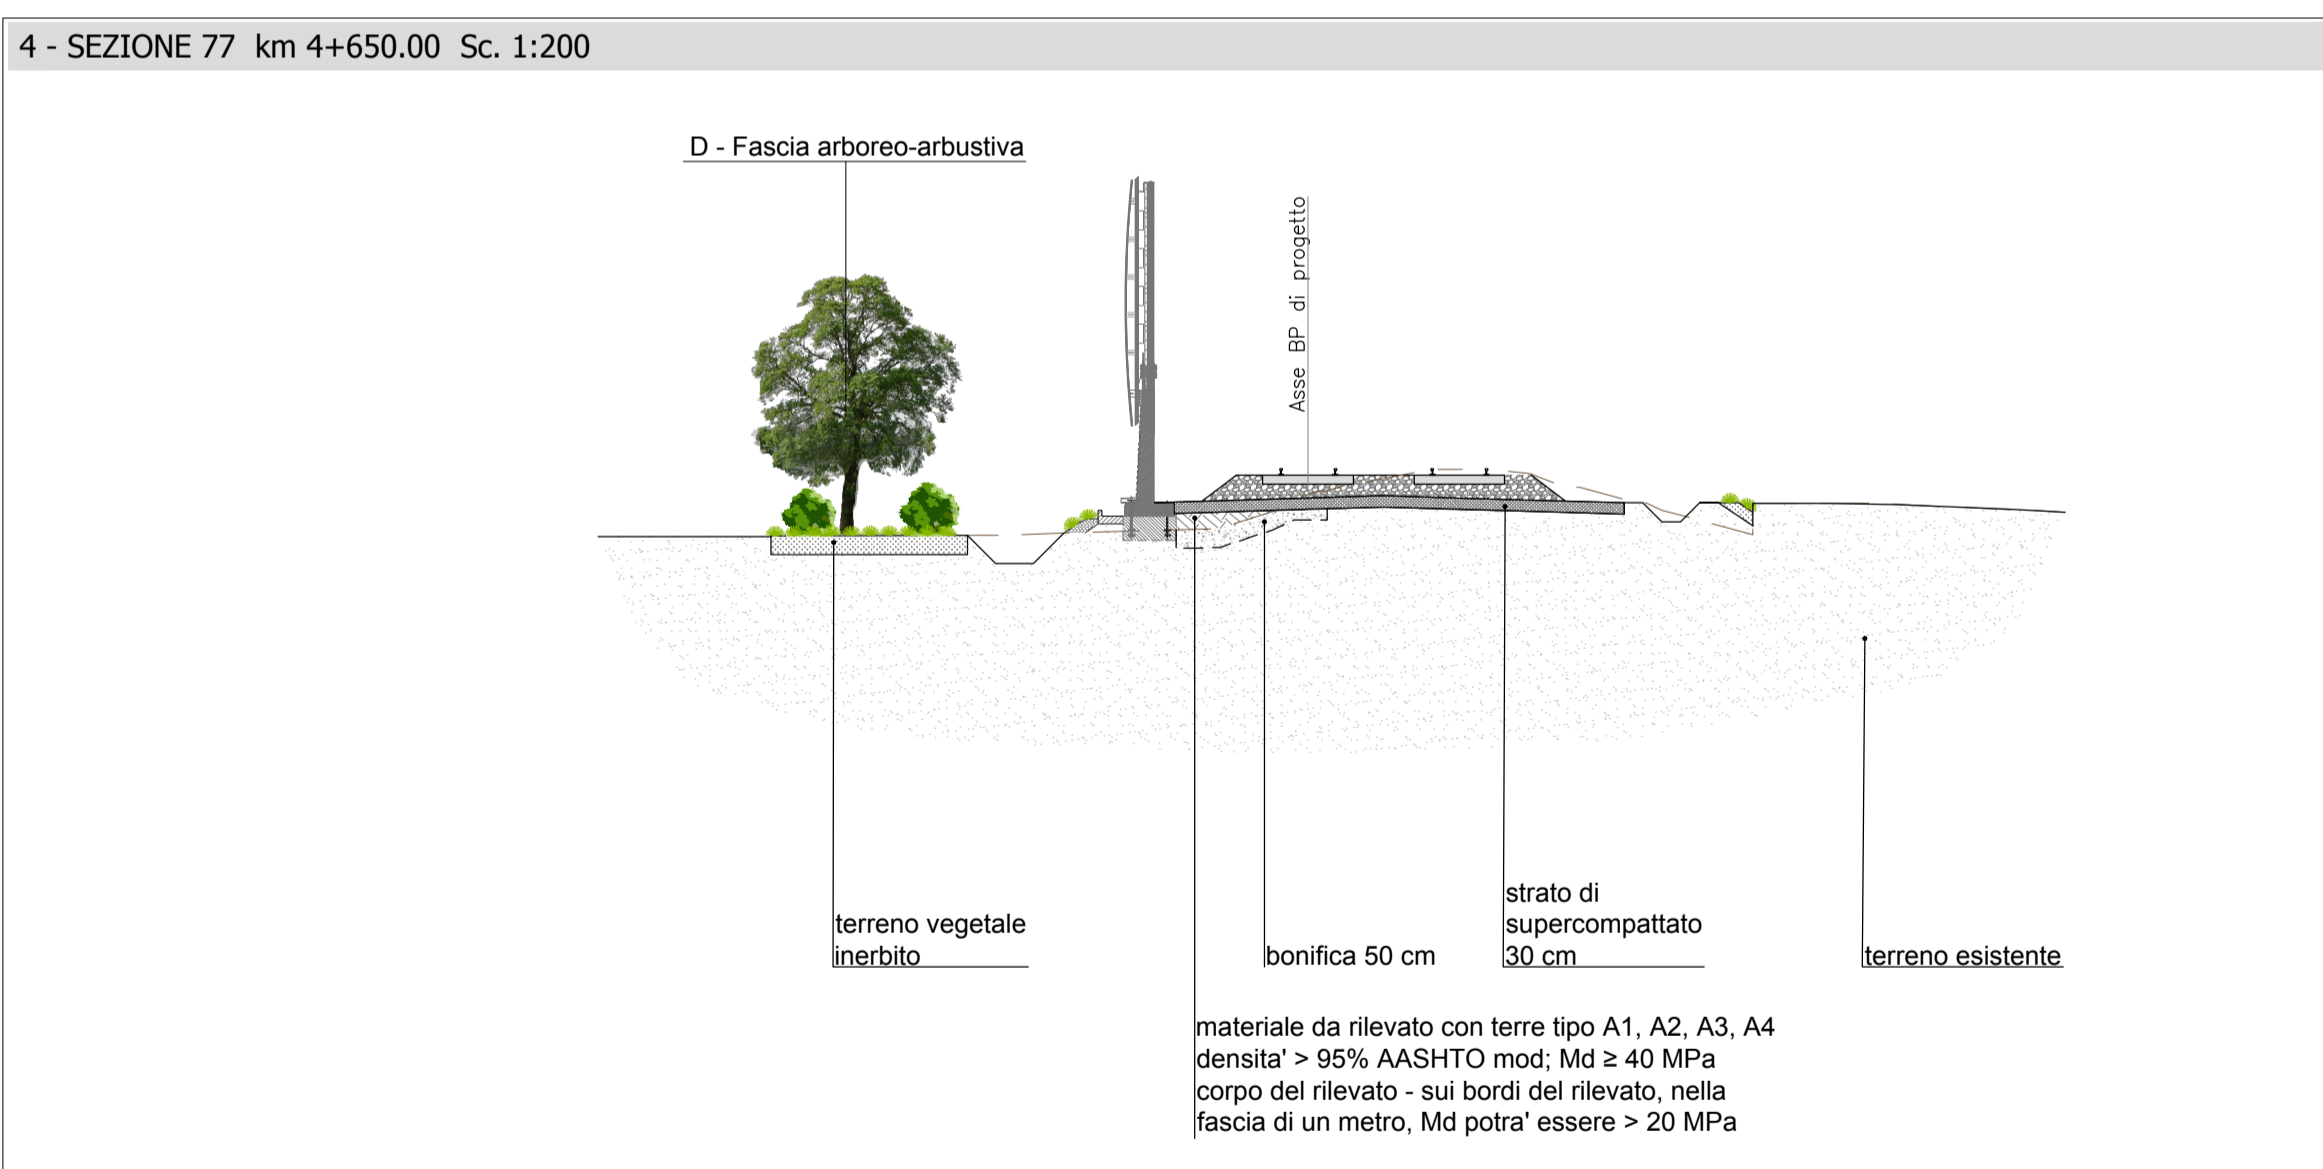 4 - SEZIONE 77  km 4+650.00  Sc. 1:200
D - Fascia arboreo-arbustiva
Asse BP di progetto
terreno vegetale
inerbito
bonifica 50 cm
strato di
supercompattato
30 cm
terreno esistente
materiale da rilevato con terre tipo A1, A2, A3, A4
densita' > 95% AASHTO mod; Md ≥ 40 MPa
corpo del rilevato - sui bordi del rilevato, nella
fascia di un metro, Md potra' essere > 20 MPa